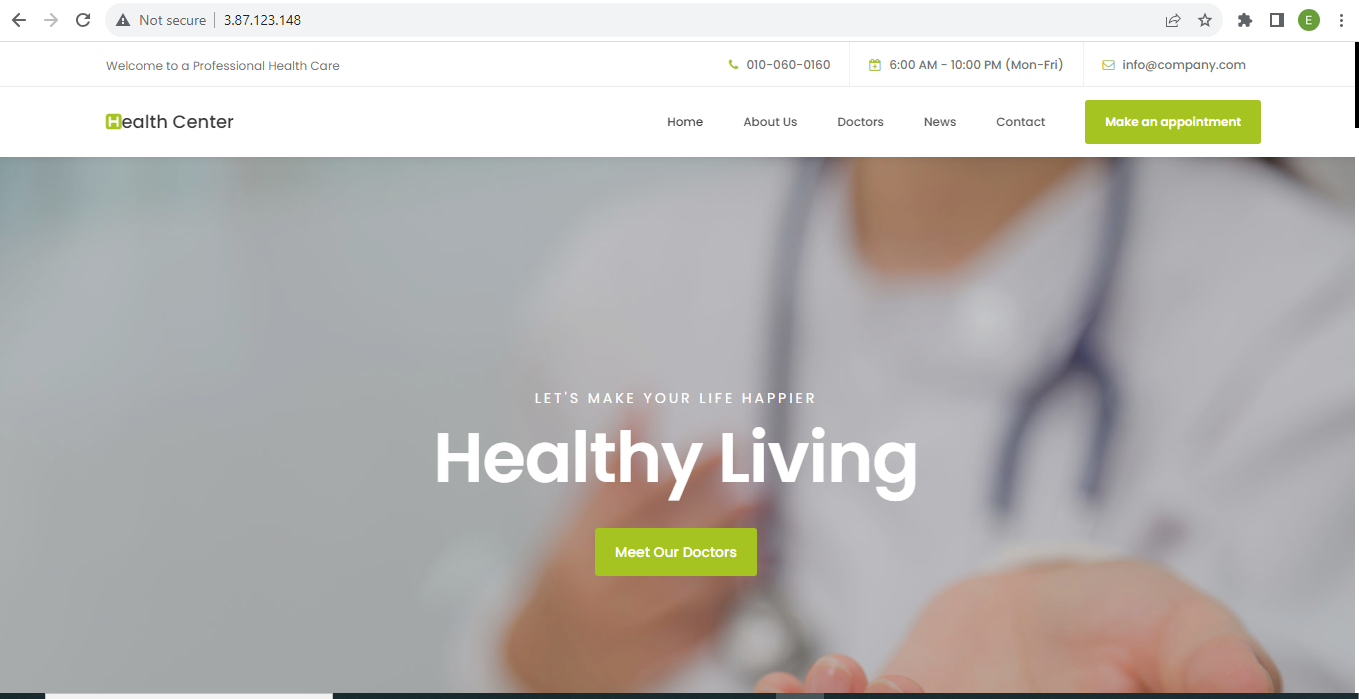 Not secure | 3.87.123.148
E
Welcome to a Professional Health Care
010-060-0160
6:00 AM - 10:00 PM (Mon-Fri)
info@company.com
Health Center
Home
About Us
Doctors
News
Contact
Make an appointment
LET'S MAKE YOUR LIFE HAPPIER
Healthy Living
Meet Our Doctors